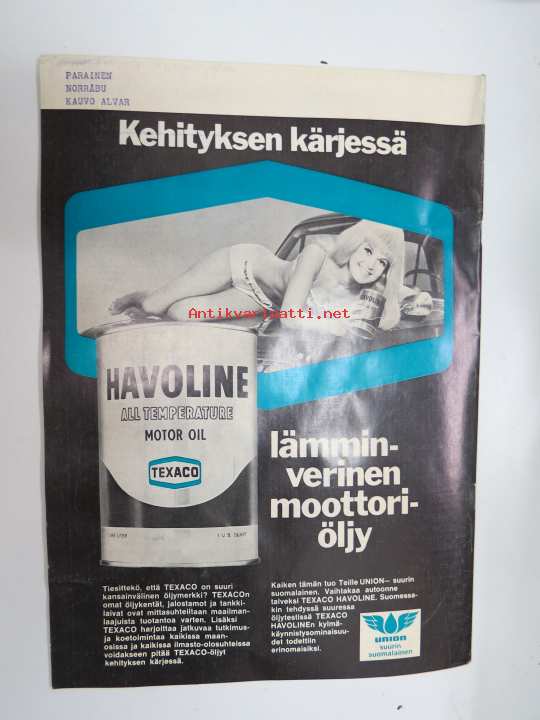 PARAINEN
NORRÅBU
KAUVO ALVAR
Kehityksen kärjessä
HAVOLINE
Antikvariaatti.net
HAVOLINE
ALL TEMPERATURE
MOTOR OIL
TEXACO
1 U.S. QUART
lämmin-
verinen
moottori-
öljy
Tiesittekö, että TEXACO on suuri
kansainvälinen öljymerkki? TEXACOn
omat öljykentät, jalostamot ja tankki-
laivat ovat mittasuhteiltaan maailman-
laajuista tuotantoa varten. Lisäksi
TEXACO harjoittaa jatkuvaa tutkimus-
ja koetoimintaa kaikissa maan-
osissa ja kaikissa ilmasto-olosuhteissa
voidakseen pitää TEXACO-öljyt
kehityksen kärjessä.
Kaiken tämän tuo Teille UNION— suurin
suomalainen. Vaihtakaa autoonne
talveksi TEXACO HAVOLINE. Suomessa-
kin tehdyssä suuressa
öljytestissä TEXACO
HAVOLINEn kylmä-
käynnistysominaisuu-
det todettiin
erinomaisiksi.
UNION
suurin
suomalainen